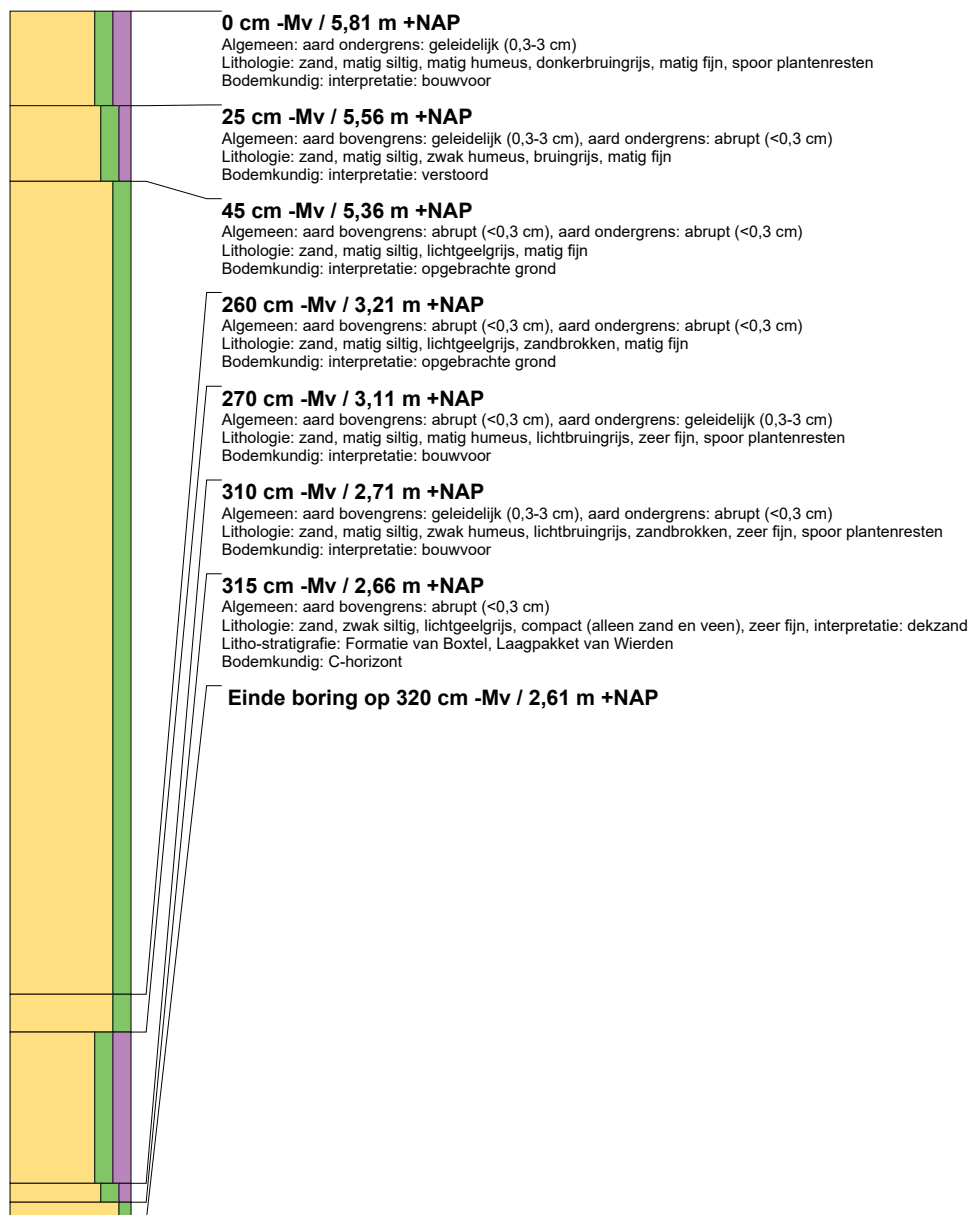 0 cm -Mv / 5,81 m +NAP
Algemeen: aard ondergrens: geleidelijk (0,3-3 cm)
Lithologie: zand, matig siltig, matig humeus, donkerbruingrijs, matig fijn, spoor plantenresten
Bodemkundig: interpretatie: bouwvoor
25 cm -Mv / 5,56 m +NAP
Algemeen: aard bovengrens: geleidelijk (0,3-3 cm), aard ondergrens: abrupt (<0,3 cm)
Lithologie: zand, matig siltig, zwak humeus, bruingrijs, matig fijn
Bodemkundig: interpretatie: verstoord
45 cm -Mv / 5,36 m +NAP
Algemeen: aard bovengrens: abrupt (<0,3 cm), aard ondergrens: abrupt (<0,3 cm)
Lithologie: zand, matig siltig, lichtgeelgrijs, matig fijn
Bodemkundig: interpretatie: opgebrachte grond
260 cm -Mv / 3,21 m +NAP
Algemeen: aard bovengrens: abrupt (<0,3 cm), aard ondergrens: abrupt (<0,3 cm)
Lithologie: zand, matig siltig, lichtgeelgrijs, zandbrokken, matig fijn
Bodemkundig: interpretatie: opgebrachte grond
270 cm -Mv / 3,11 m +NAP
Algemeen: aard bovengrens: abrupt (<0,3 cm), aard ondergrens: geleidelijk (0,3-3 cm)
Lithologie: zand, matig siltig, matig humeus, lichtbruingrijs, zeer fijn, spoor plantenresten
Bodemkundig: interpretatie: bouwvoor
310 cm -Mv / 2,71 m +NAP
Algemeen: aard bovengrens: geleidelijk (0,3-3 cm), aard ondergrens: abrupt (<0,3 cm)
Lithologie: zand, matig siltig, zwak humeus, lichtbruingrijs, zandbrokken, zeer fijn, spoor plantenresten
Bodemkundig: interpretatie: bouwvoor
315 cm -Mv / 2,66 m +NAP
Algemeen: aard bovengrens: abrupt (<0,3 cm)
Lithologie: zand, zwak siltig, lichtgeelgrijs, compact (alleen zand en veen), zeer fijn, interpretatie: dekzand
Litho-stratigrafie: Formatie van Boxtel, Laagpakket van Wierden
Bodemkundig: C-horizont
Einde boring op 320 cm -Mv / 2,61 m +NAP